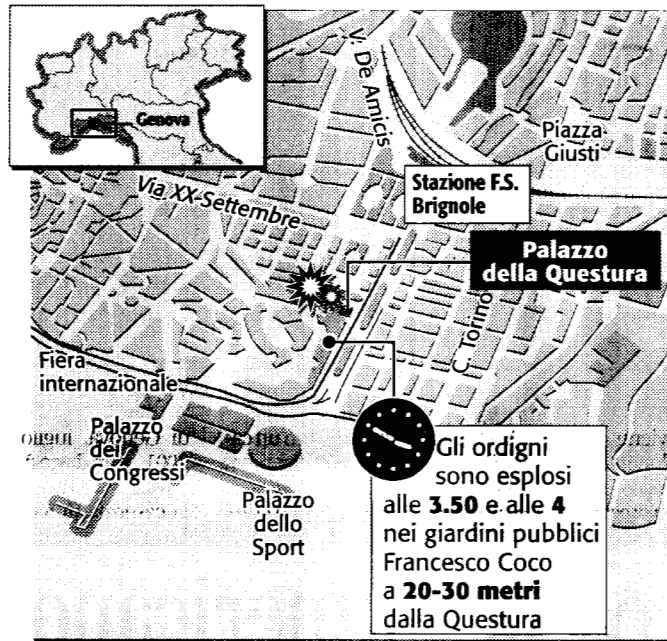 Genova
V. De Amicis
Piazza
Giusti
Stazione F.S.
Brignole
Via XX Settembre
Palazzo
della Questura
C. Torino
Fiera
internazionale
Palazzo
dei
Congressi
Palazzo
dello
Sport
Gli ordigni
sono esplosi
alle 3.50 e alle 4
nei giardini pubblici
Francesco Coco
a 20-30 metri
dalla Questura